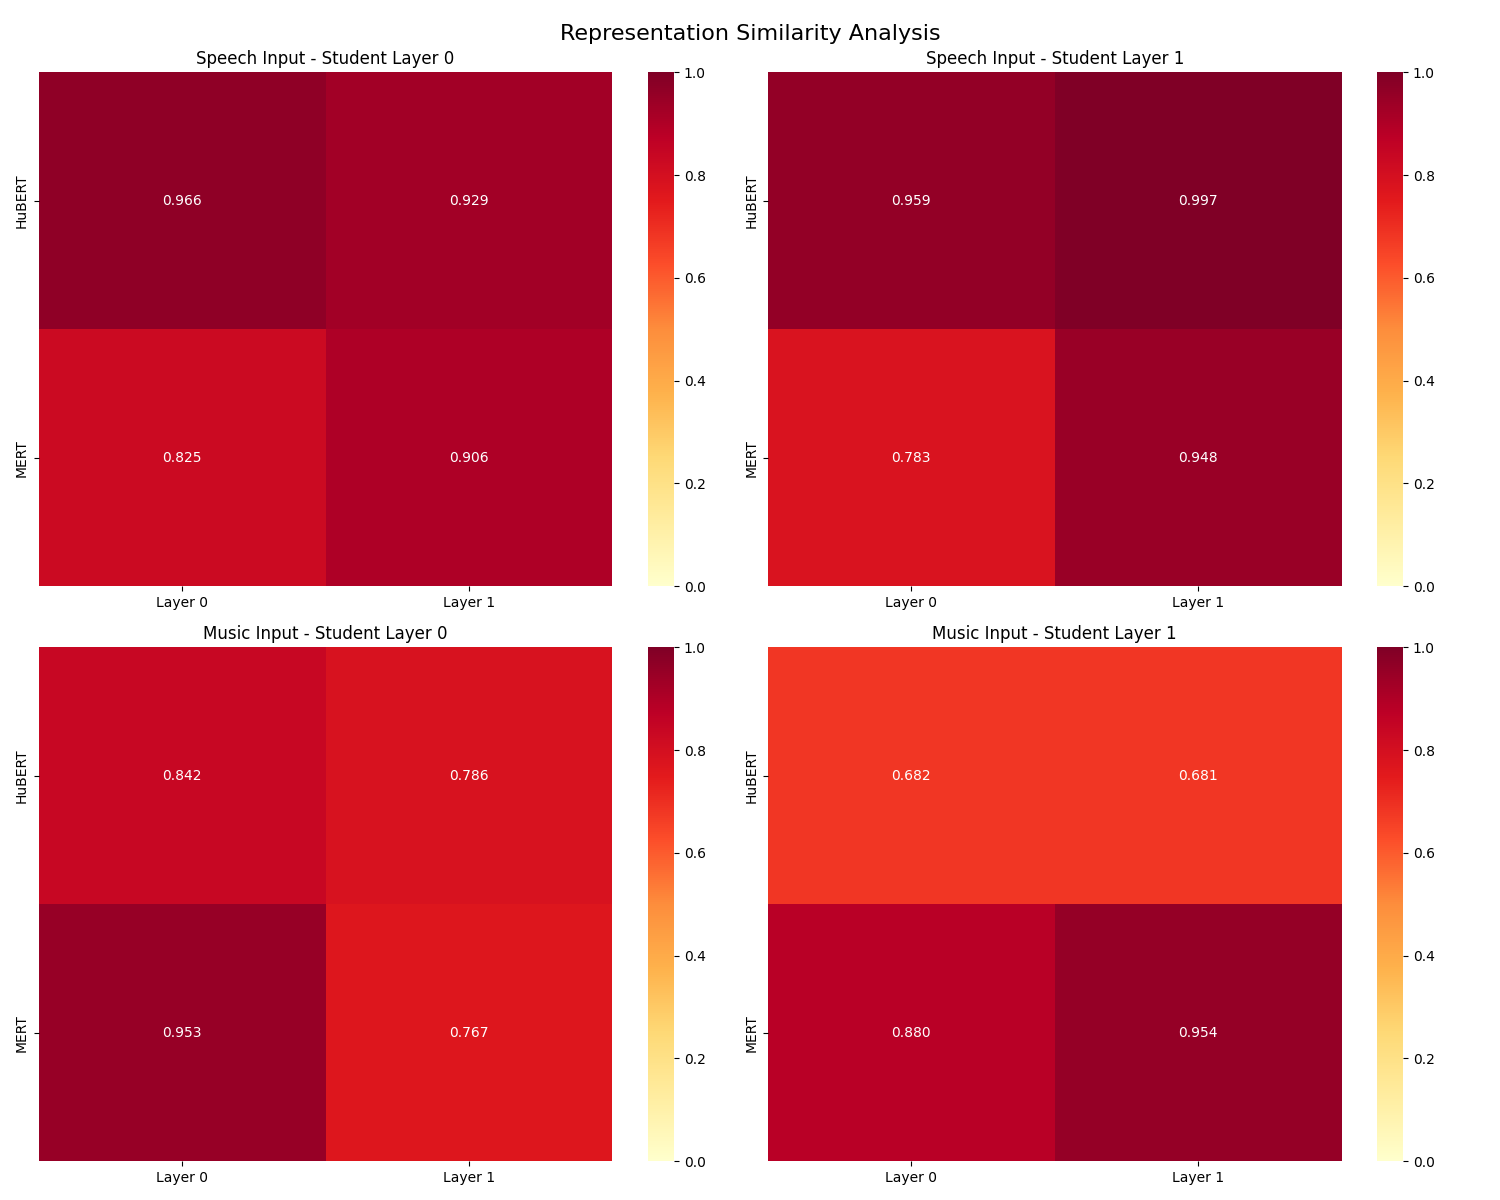 Representation Similarity Analysis
Speech Input - Student Layer 0
HuBERT
MERT
0.966
0.929
0.825
0.906
Layer 0
Layer 1
1.0
0.8
0.6
0.4
0.2
0.0
Speech Input - Student Layer 1
HuBERT
MERT
0.959
0.997
0.783
0.948
Layer 0
Layer 1
1.0
0.8
0.6
0.4
0.2
0.0
Music Input - Student Layer 0
HuBERT
MERT
0.842
0.786
0.953
0.767
Layer 0
Layer 1
1.0
0.8
0.6
0.4
0.2
0.0
Music Input - Student Layer 1
HuBERT
MERT
0.682
0.681
0.880
0.954
Layer 0
Layer 1
1.0
0.8
0.6
0.4
0.2
0.0